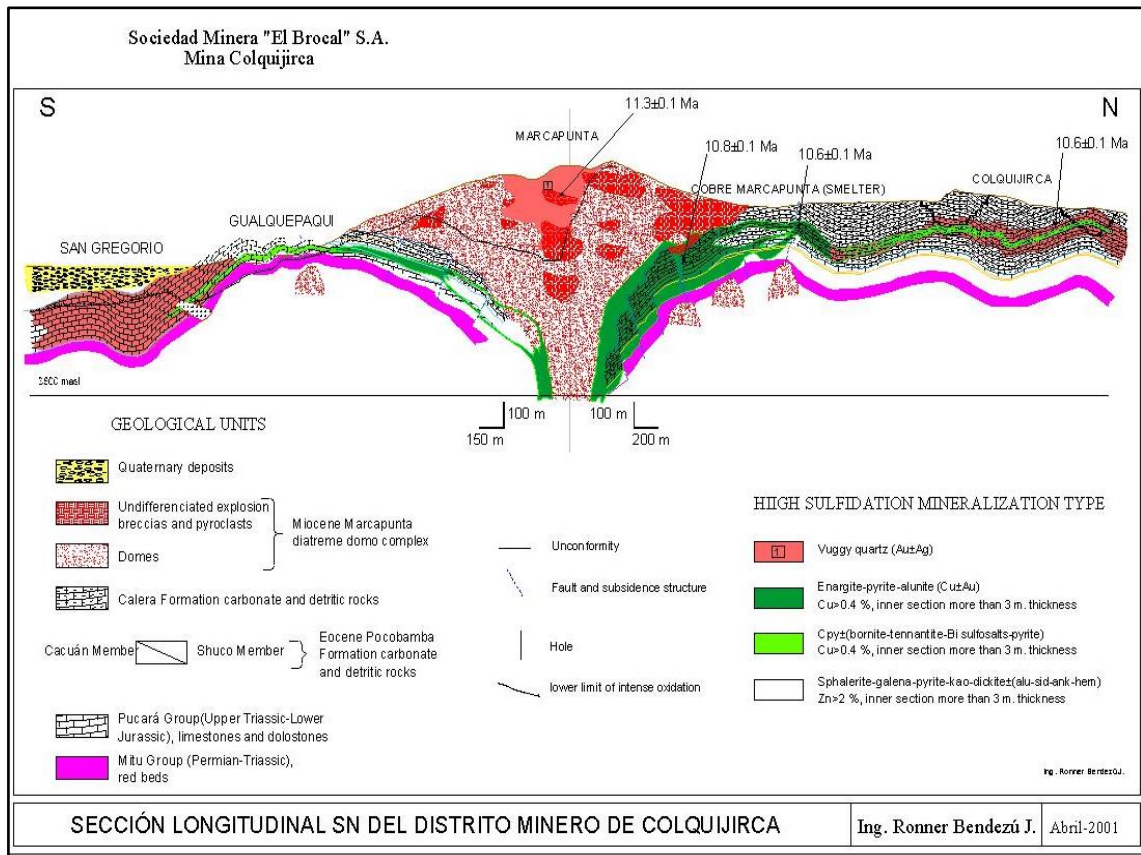 Sociedad Minera "El Brocal" S.A.
Mina Colquijirca
S
N
11.3±0.1 Ma
MARCAPUNTA
10.8±0.1 Ma
10.6±0.1 Ma
10.6±0.1 Ma
COBRE MARCAPUNTA (SMELTER)
COLQUIJIRCA
GUALQUEPAQUI
SAN GREGORIO
1
100 m
100 m
150 m
200 m
GEOLOGICAL UNITS
Quaternary deposits
Undifferenciated explosion
breccias and pyroclasts
Miocene Marcapunta
diatreme domo complex
Domes
Calera Formation carbonate and detritic rocks
Cacuán Member
Shuco Member
Eocene Pocobamba
Formation carbonate
and detritic rocks
Pucará Group(Upper Triassic-Lower
Jurassic), limestones and dolostones
Mitu Group (Permian-Triassic),
red beds
Unconformity
Fault and subsidence structure
Hole
lower limit of intense oxidation
HIIGH SULFIDATION MINERALIZATION TYPE
1
Vuggy quartz (Au±Ag)
Enargite-pyrite-alunite (Cu±Au)
Cu>0.4 %, inner section more than 3 m. thickness
Cpy±(bornite-tennantite-Bi sulfosalts-pyrite)
Cu>0.4 %, inner section more than 3 m. thickness
Sphalerite-galena-pyrite-kao-dickite±(alu-sid-ank-hem)
Zn>2 %, inner section more than 3 m. thickness
Ing. Ronner Bendezú J.
SECCIÓN LONGITUDINAL SN DEL DISTRITO MINERO DE COLQUIJIRCA
Ing. Ronner Bendezú J.
Abril-2001